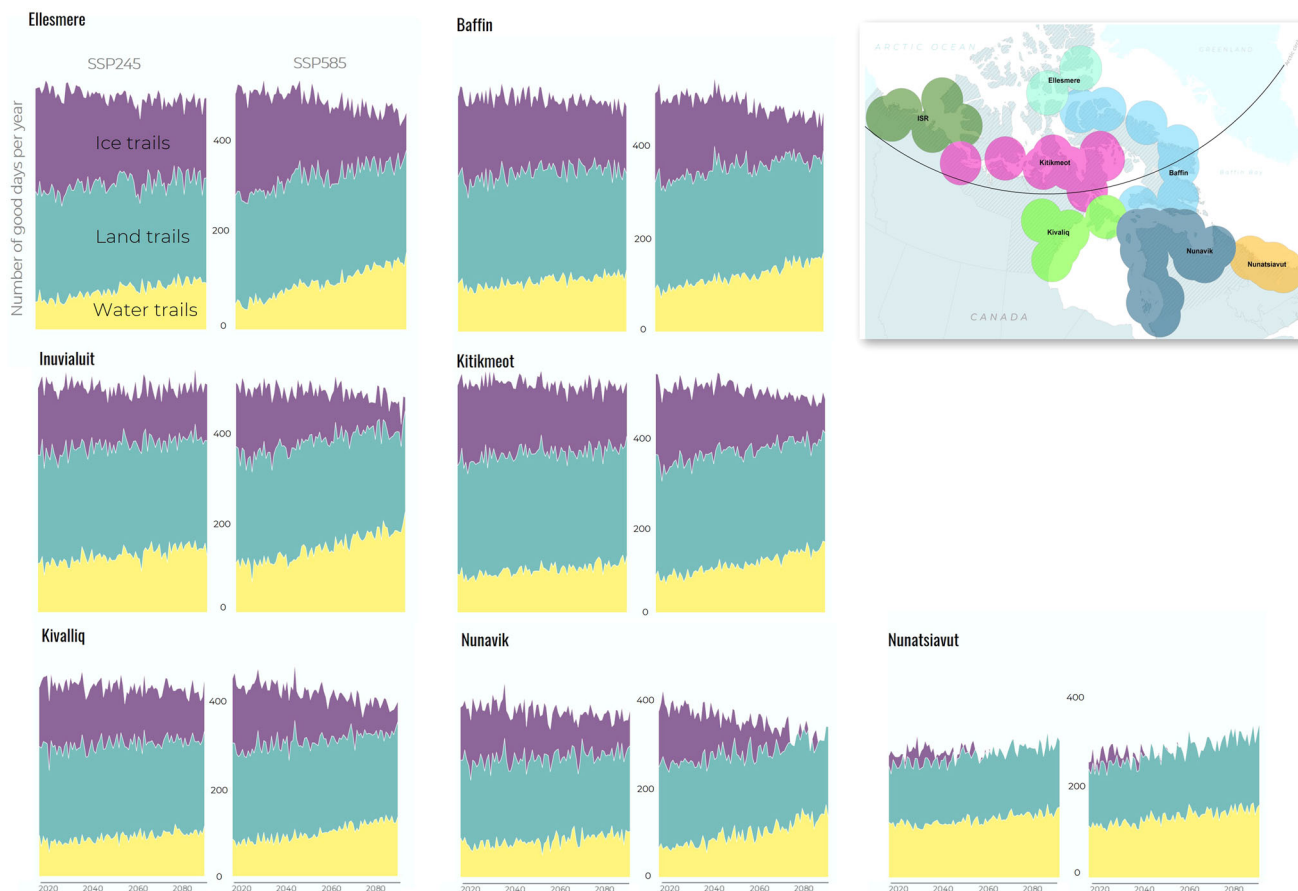 Ellesmere
SSP245
SSP585
Number of good days per year
Ice trails
Land trails
Water trails
400
200
0
Baffin
400
200
0
ARCTIC OCEAN
GREENLAND
Ellesmere
ISR
Kitikmeot
Baffin
Baffin Bay
Kivaliq
Nunavik
Nunatsiavut
CANADA
Inuvialuit
400
200
0
Kitikmeot
400
200
0
Kivalliq
400
200
0
2020 2040 2060 2080
2020 2040 2060 2080
Nunavik
400
200
0
2020 2040 2060 2080
2020 2040 2060 2080
Nunatsiavut
400
200
0
2020 2040 2060 2080
2020 2040 2060 2080